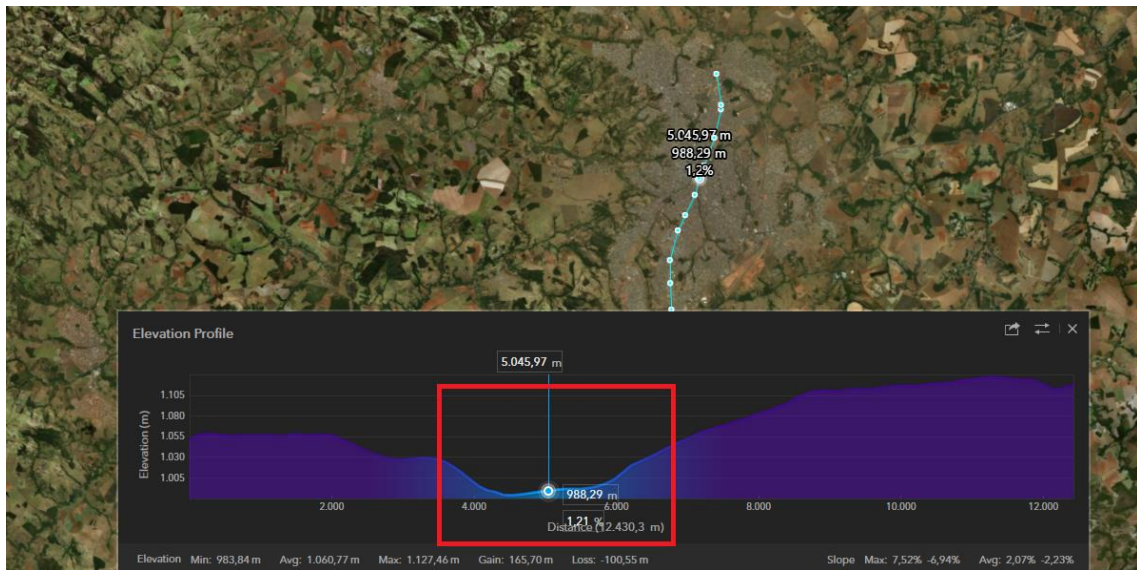 5.045,97 m
988,29 m
1,2%
Elevation Profile
5.045,97 m
1.105
1.080
1.055
1.030
1.005
Elevation (m)
988,29 m
1,21 %
2.000 4.000 6.000 8.000 10.000 12.000
Distance (12.430,3 m)
Elevation Min: 983,84 m Avg: 1.060,77 m Max: 1.127,46 m Gain: 165,70 m Loss: -100,55 m Slope Max: 7,52% -6,94% Avg: 2,07% -2,23%